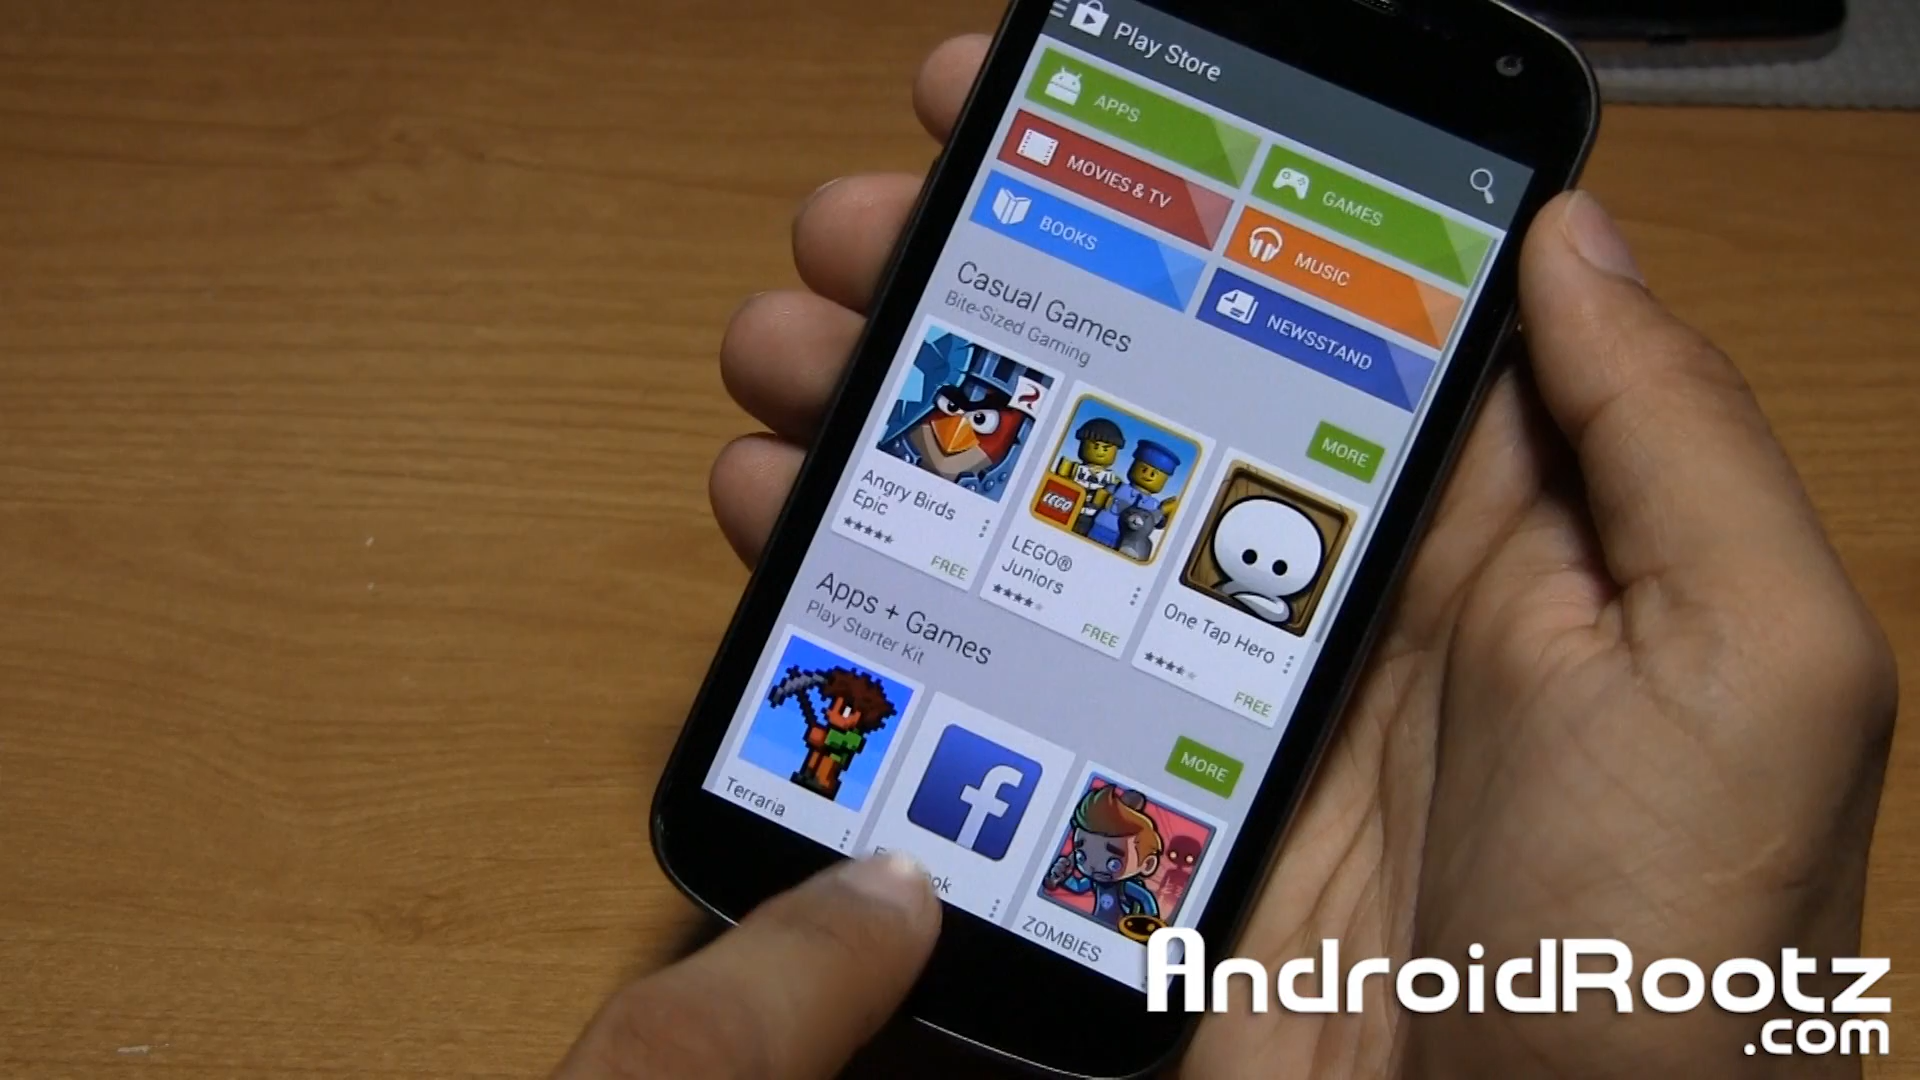 Play Store
APPS
GAMES
MOVIES & TV
MUSIC
BOOKS
NEWSSTAND
Casual Games
Bite-Sized Gaming
MORE
Angry Birds
Epic
FREE
LEGO
LEGO®
Juniors
FREE
One Tap Hero
FREE
Apps + Games
Play Starter Kit
MORE
Terraria
ZOMBIES
AndroidRootz
.com